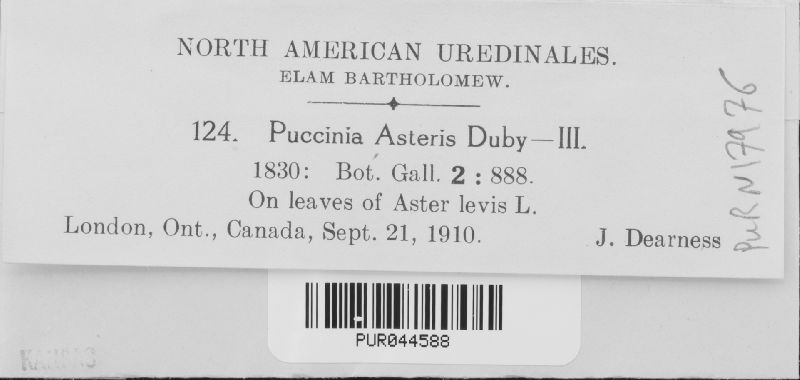 NORTH AMERICAN UREDINALES.
ELAM BARTHOLOMEW.
124. Puccinia Asteris Duby—III.
1830: Bot. Gall. 2: 888.
On leaves of Aster levis L.
London, Ont., Canada, Sept. 21, 1910. J. Dearness
PUR N17976
PUR044588
KANSAS